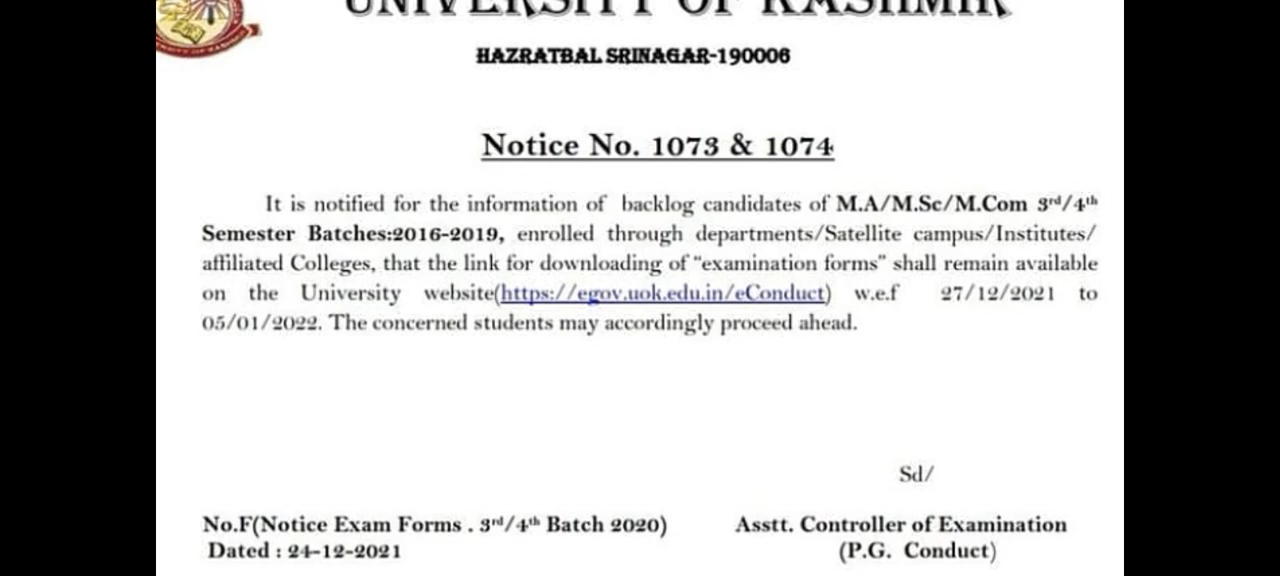 UNIVERSITY OF KASHMIR
HAZRATBAL SRINAGAR-190006
Notice No. 1073 & 1074
It is notified for the information of backlog candidates of M.A/M.Sc/M.Com 3rd/4th
Semester Batches:2016-2019, enrolled through departments/Satellite campus/Institutes/
affiliated Colleges, that the link for downloading of “examination forms” shall remain available
on the University website(https://egov.uok.edu.in/eConduct) w.e.f 27/12/2021 to
05/01/2022. The concerned students may accordingly proceed ahead.
Sd/
No.F(Notice Exam Forms . 3rd/4th Batch 2020)
Asstt. Controller of Examination
Dated : 24-12-2021
(P.G. Conduct)